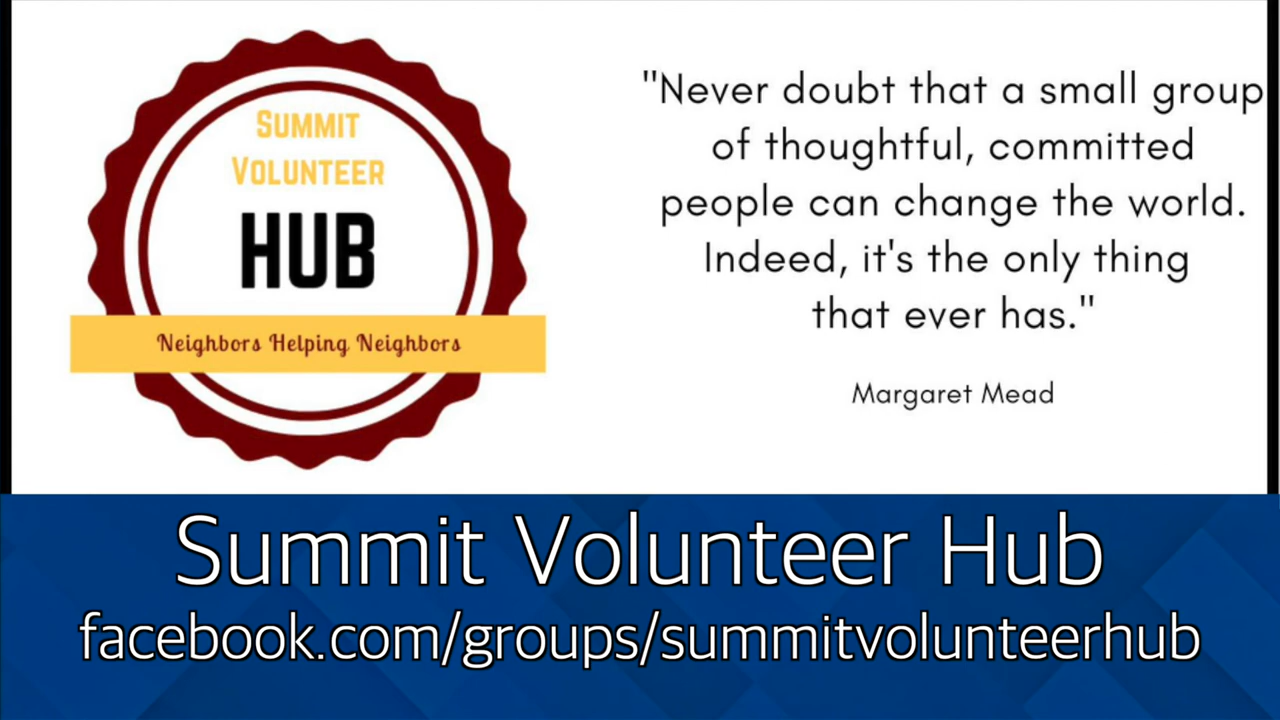 Summit
Volunteer
HUB
Neighbors Helping Neighbors
"Never doubt that a small group
of thoughtful, committed
people can change the world.
Indeed, it's the only thing
that ever has."
Margaret Mead
Summit Volunteer Hub
facebook.com/groups/summitvolunteerhub